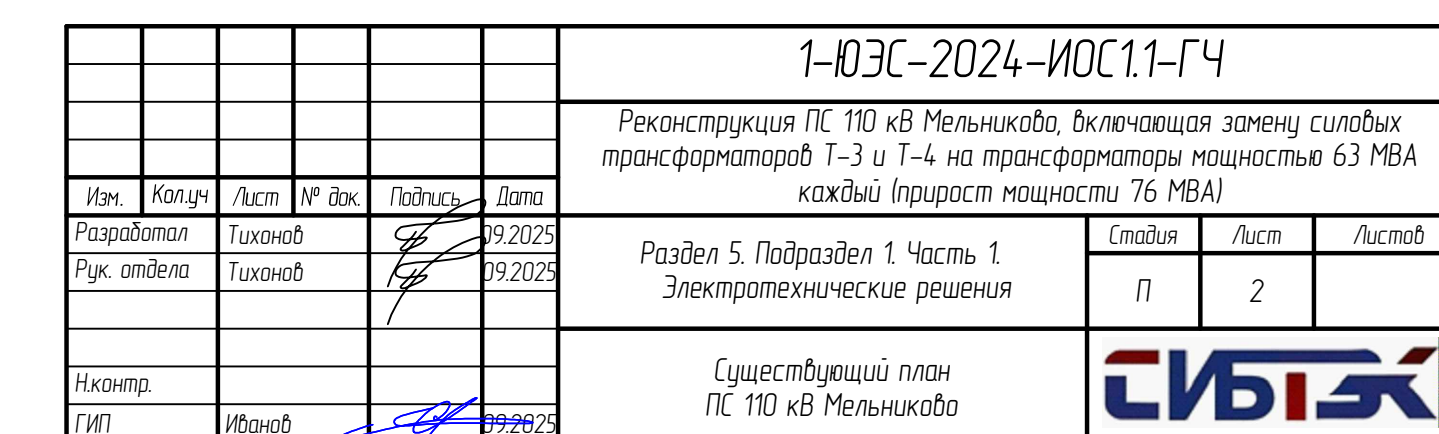 1-ЮЭС-2024-ИОС1.1-ГЧ
Реконструкция ПС 110 кВ Мельниково, включающая замену силовых
трансформаторов Т-3 и Т-4 на трансформаторы мощностью 63 МВА
каждый (прирост мощности 76 МВА)
Изм. Кол.уч Лист № док. Подпись Дата
Разработал Тихонов 09.2025
Рук. отдела Тихонов 09.2025
Раздел 5. Подраздел 1. Часть 1.
Электротехнические решения
Стадия Лист Листов
П 2
Н.контр.
ГИП Иванов 09.2025
Существующий план
ПС 110 кВ Мельниково
СИБТЭК